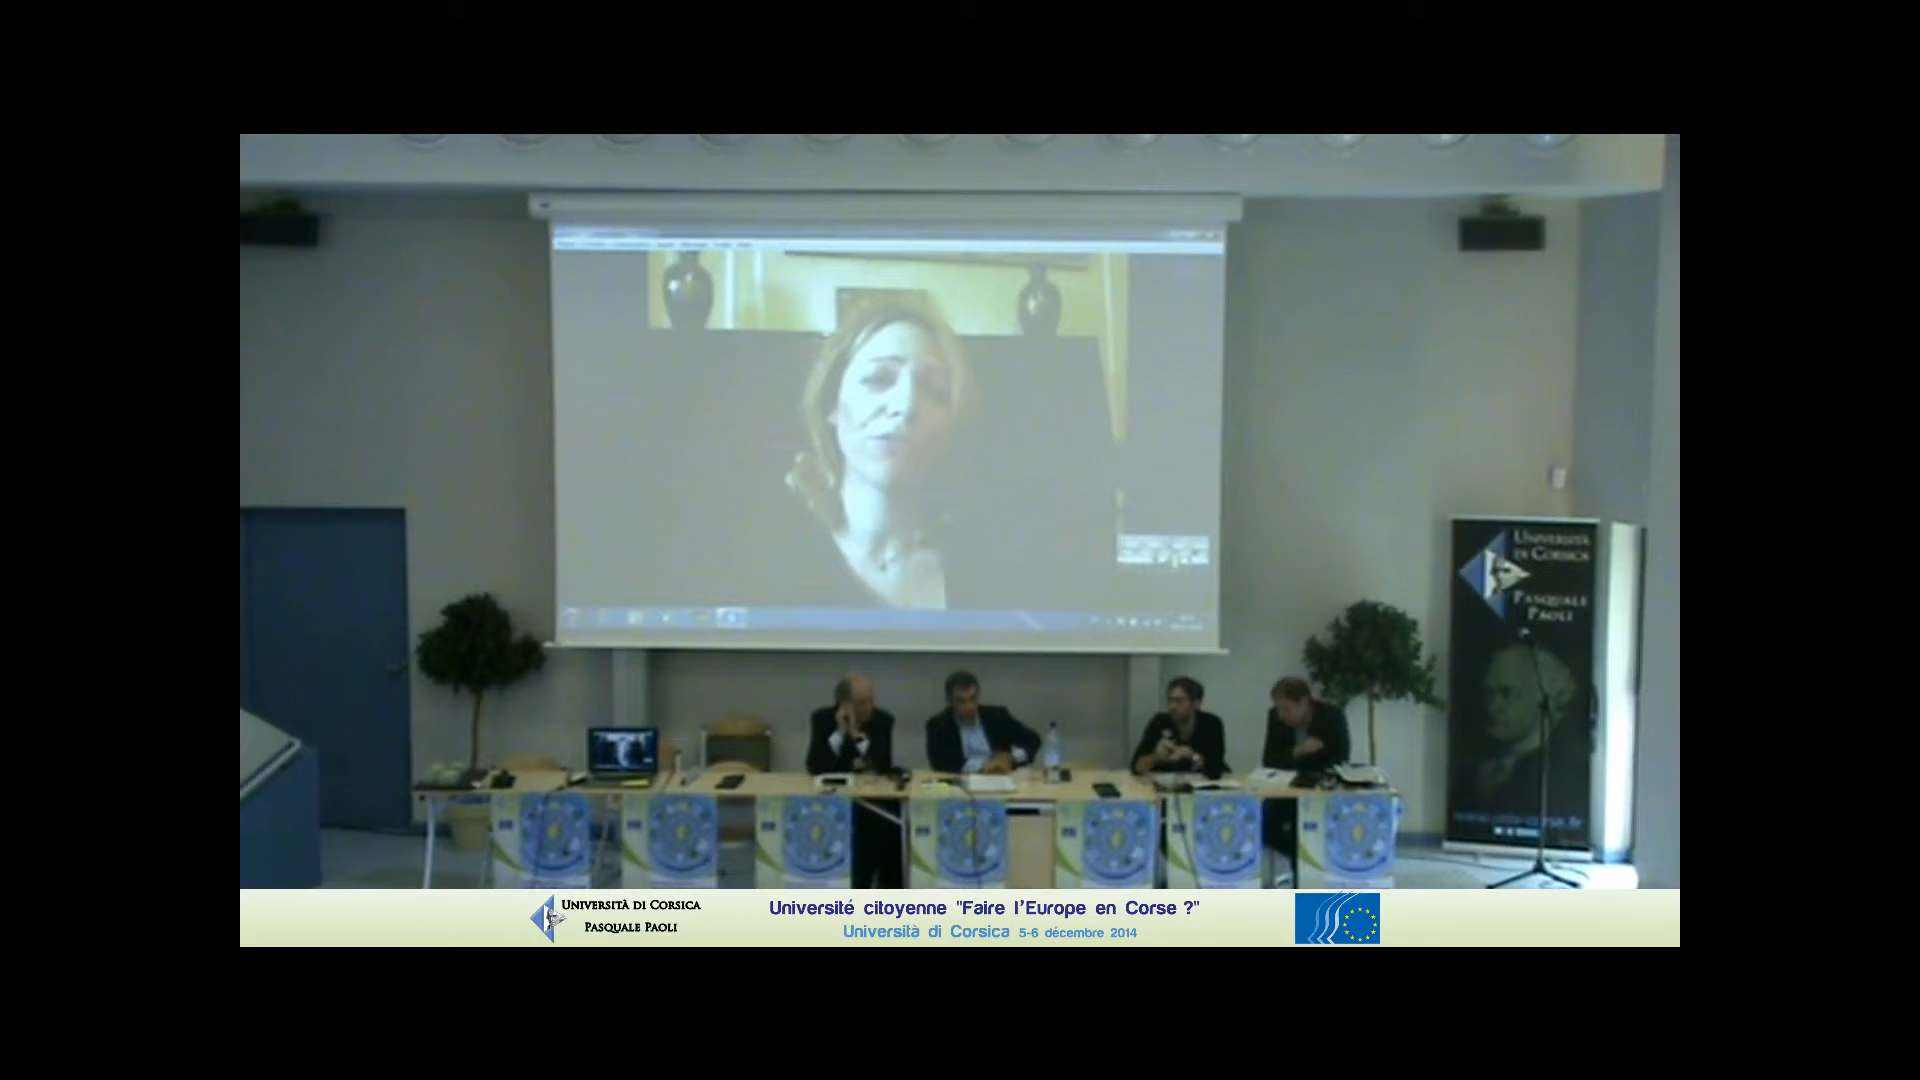 UNIVERSITÀ
DI CORSICA
PASQUALE
PAOLI
UNIVERSITÀ DI CORSICA
PASQUALE PAOLI
Université citoyenne "Faire l'Europe en Corse ?"
Università di Corsica 5-6 décembre 2014